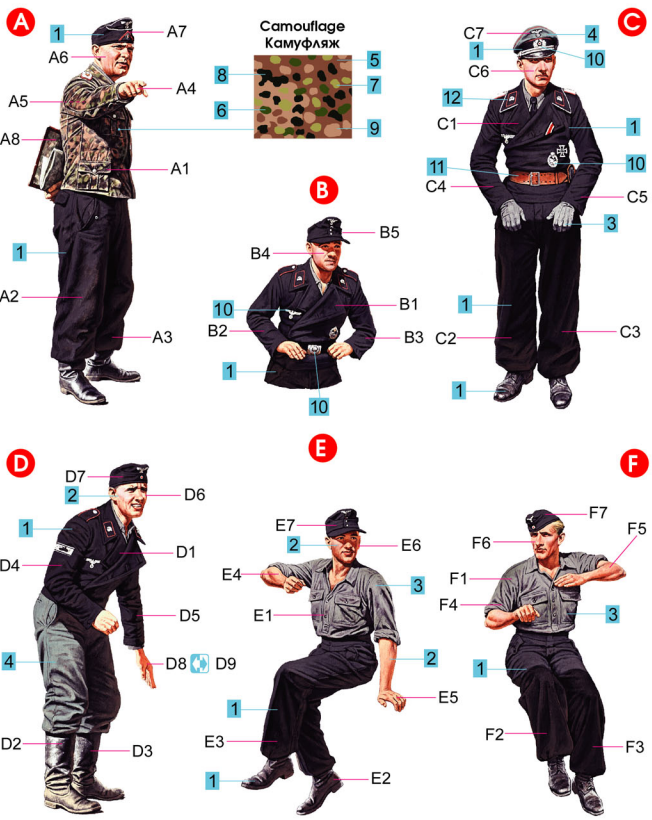 A
1
A7
A6
A4
A5
A8
A1
1
A2
A3
Camouflage
Камуфляж
5
8
7
6
9
B
B5
B4
10
B1
B2
B3
1
10
C
C7
4
1
10
C6
12
C1
1
11
10
C4
C5
3
1
C2
C3
1
D
D7
2
D6
1
D1
D4
D5
4
D8
D9
D2
D3
E
E7
2
E6
E4
3
E1
2
1
E5
E3
1
E2
F
F7
F5
F6
F1
F4
3
1
F2
F3